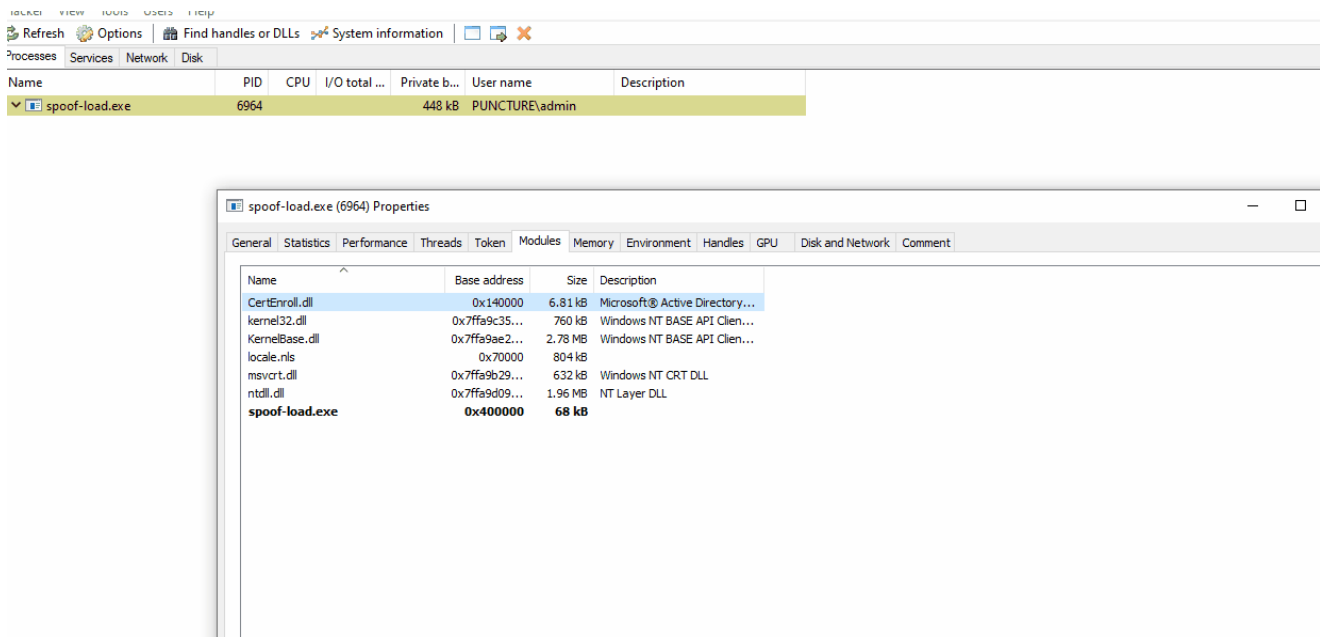 Hacker View Tools Users Help
Refresh Options Find handles or DLLs System information
Processes Services Network Disk
Name PID CPU I/O total ... Private b... User name Description
spoof-load.exe 6964 448 kB PUNCTURE\admin
spoof-load.exe (6964) Properties
General Statistics Performance Threads Token Modules Memory Environment Handles GPU Disk and Network Comment
Name Base address Size Description
CertEnroll.dll 0x140000 6.81 kB Microsoft® Active Directory...
kernel32.dll 0x7ffa9c35... 760 kB Windows NT BASE API Clien...
KernelBase.dll 0x7ffa9ae2... 2.78 MB Windows NT BASE API Clien...
locale.nls 0x70000 804 kB
msvcrt.dll 0x7ffa9b29... 632 kB Windows NT CRT DLL
ntdll.dll 0x7ffa9d09... 1.96 MB NT Layer DLL
spoof-load.exe 0x400000 68 kB